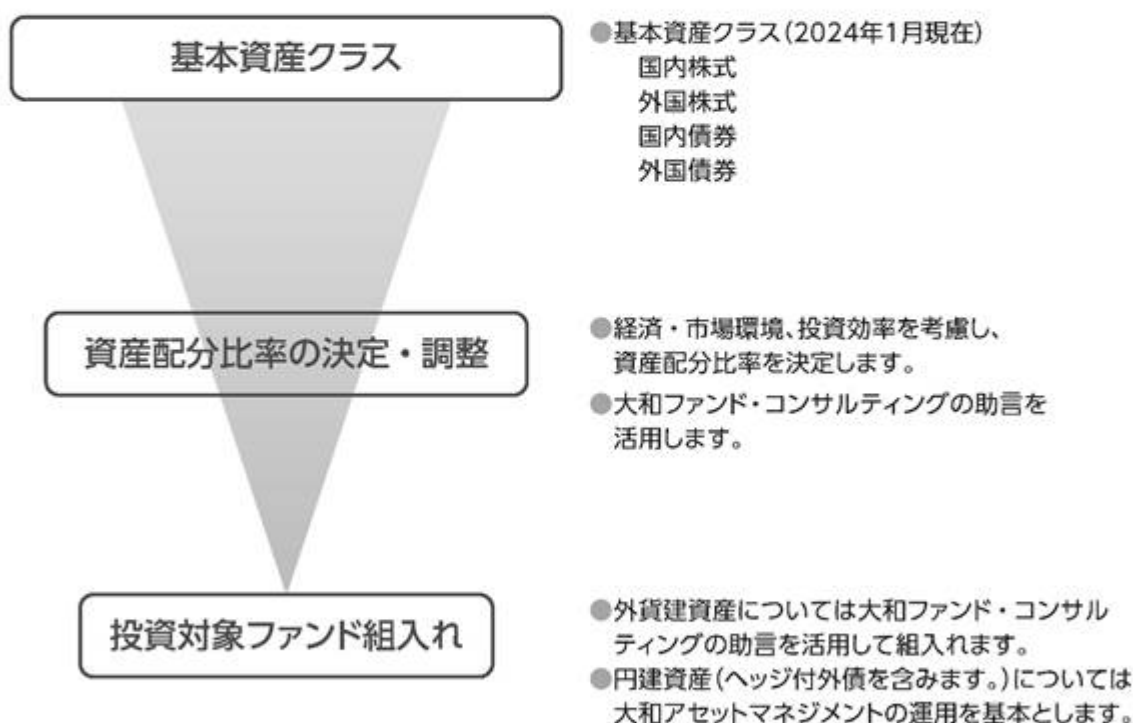 基本資産クラス
●基本資産クラス(2024年1月現在)
国内株式
外国株式
国内債券
外国債券
資産配分比率の決定・調整
●経済・市場環境、投資効率を考慮し、
資産配分比率を決定します。
●大和ファンド・コンサルティングの助言を
活用します。
投資対象ファンド組入れ
●外貨建資産については大和ファンド・コンサル
ティングの助言を活用して組入れます。
●円建資産(ヘッジ付外債を含みます。)については
大和アセットマネジメントの運用を基本とします。